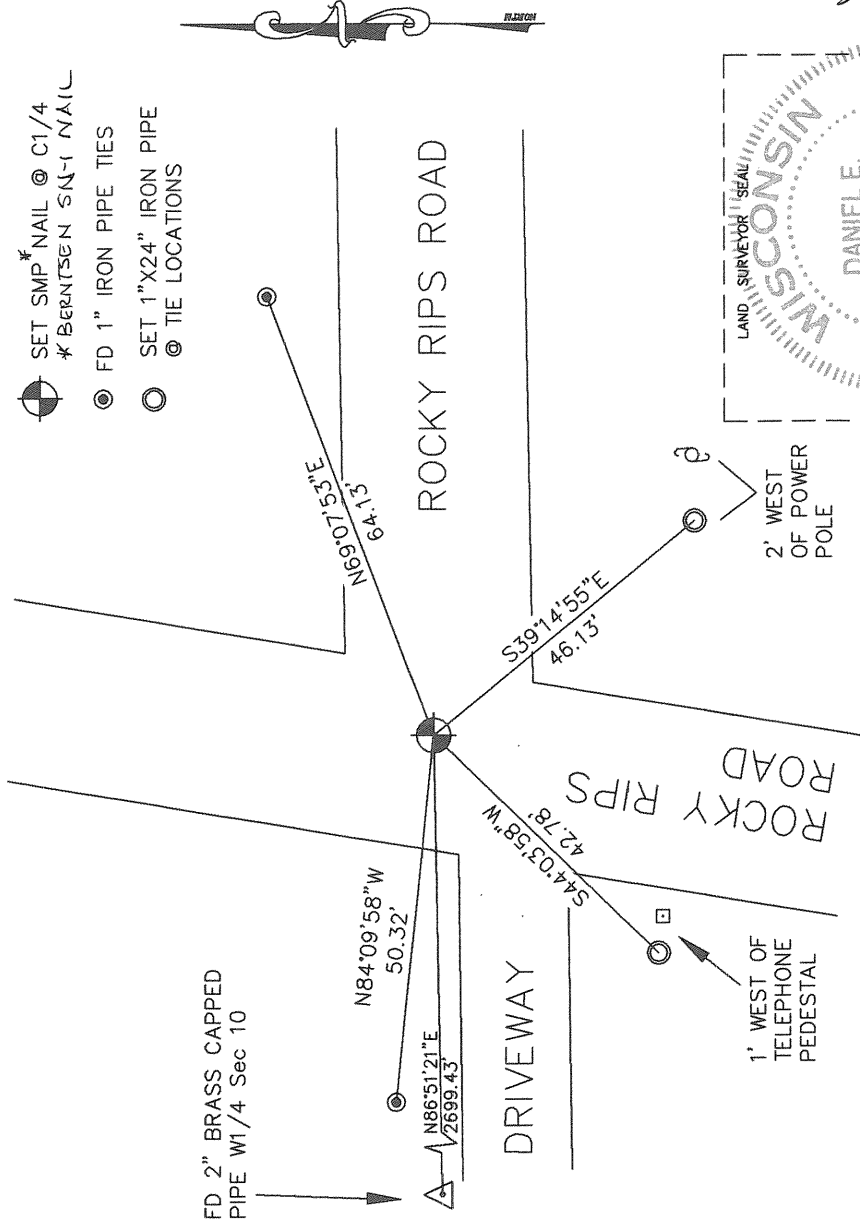 SET SMP* NAIL @ C1/4
* BERNTSEN SN-1 NAIL
FD 1" IRON PIPE TIES
SET 1"X24" IRON PIPE
@ TIE LOCATIONS
NORTH
FD 2" BRASS CAPPED
PIPE W1/4 Sec 10
N69°07'53"E
64.13'
ROCKY RIPS ROAD
N84°09'58"W
50.32'
N86°51'21"E
2699.43'
DRIVEWAY
S44°03'58"W
42.78'
S39°14'55"E
46.13'
ROCKY RIPS
ROAD
1' WEST OF
TELEPHONE
PEDESTAL
2' WEST
OF POWER
POLE
LAND SURVEYOR SEAL
WISCONSIN
DANIEL E.